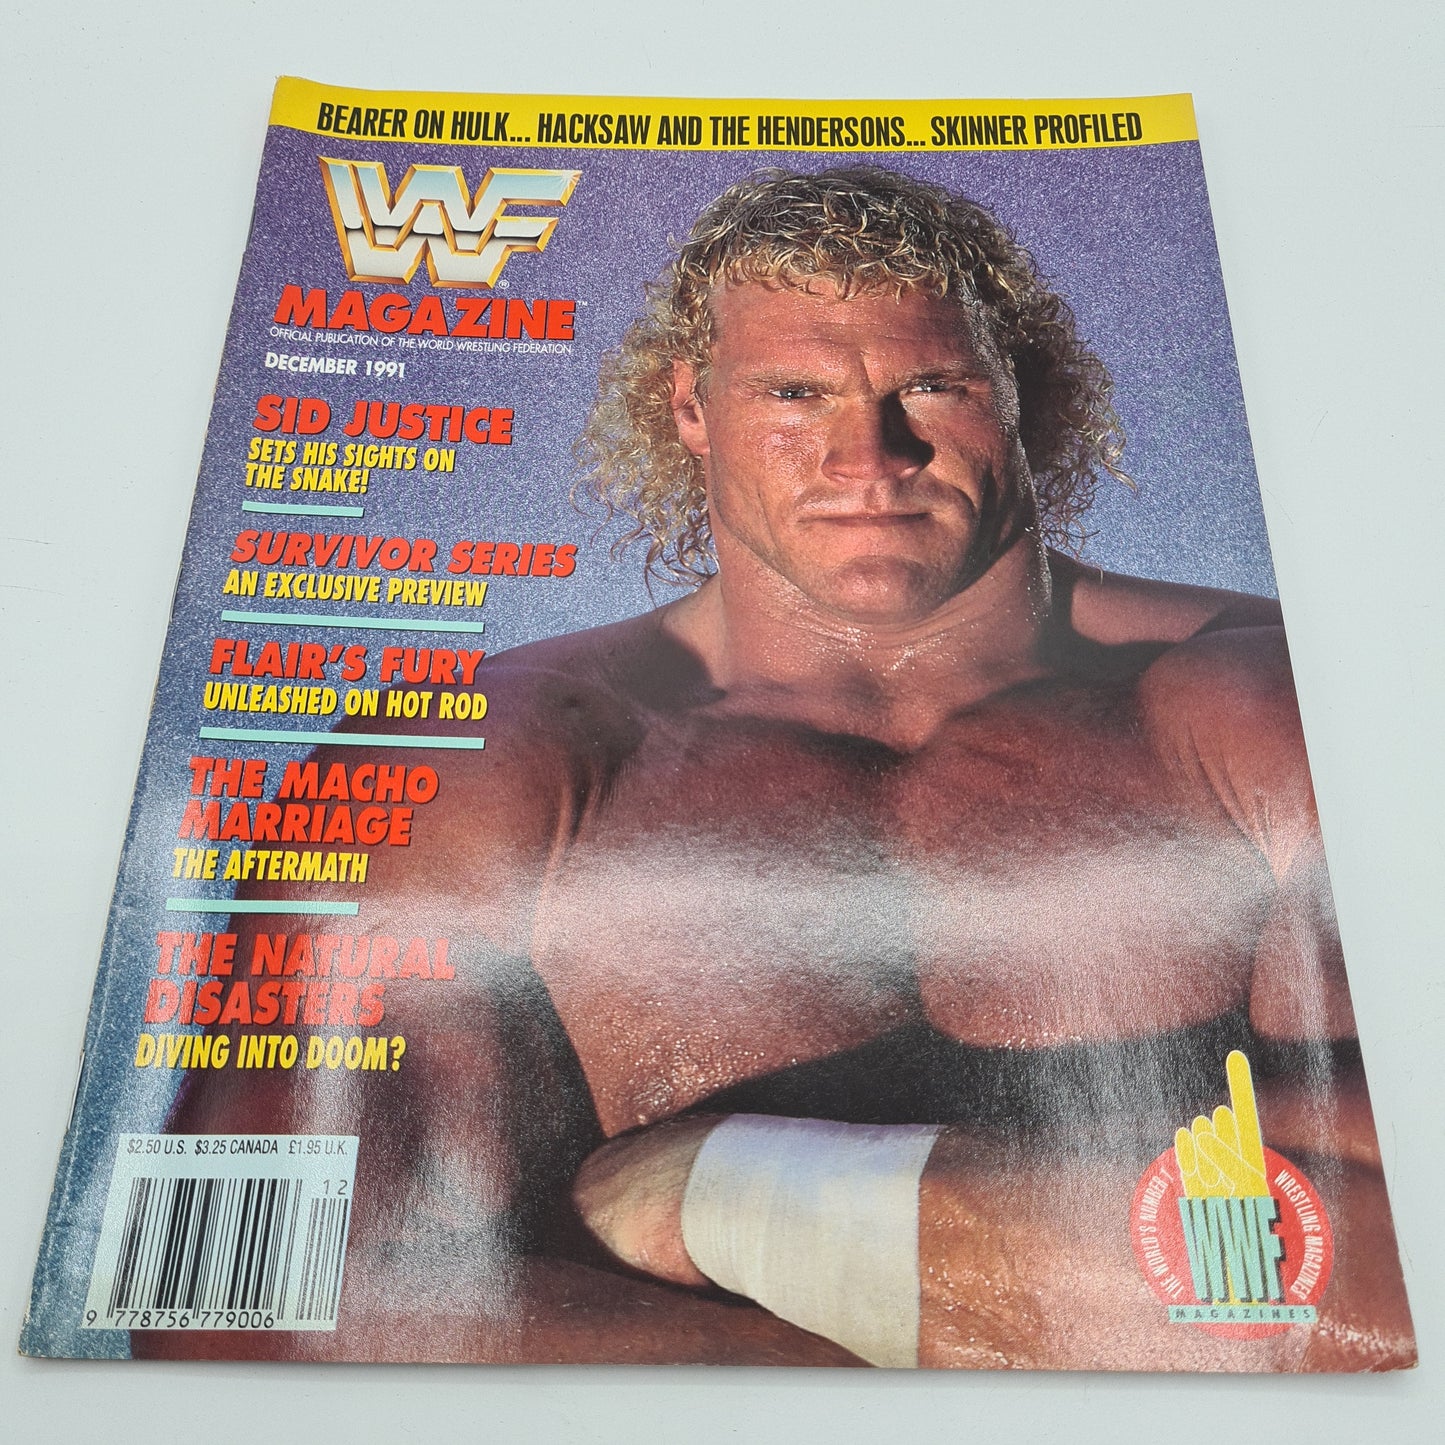 BEARER ON HULK... HACKSAW AND THE HENDERSONS... SKINNER PROFILED
WWF®
MAGAZINE™
OFFICIAL PUBLICATION OF THE WORLD WRESTLING FEDERATION
DECEMBER 1991
SID JUSTICE
SETS HIS SIGHTS ON
THE SNAKE!
SURVIVOR SERIES
AN EXCLUSIVE PREVIEW
FLAIR'S FURY
UNLEASHED ON HOT ROD
THE MACHO
MARRIAGE
THE AFTERMATH
THE NATURAL
DISASTERS
DIVING INTO DOOM?
$2.50 U.S. $3.25 CANADA £1.95 U.K.
12
9 778756 779006
THE WORLD'S NUMBER 1
WRESTLING MAGAZINES
WWF
MAGAZINES